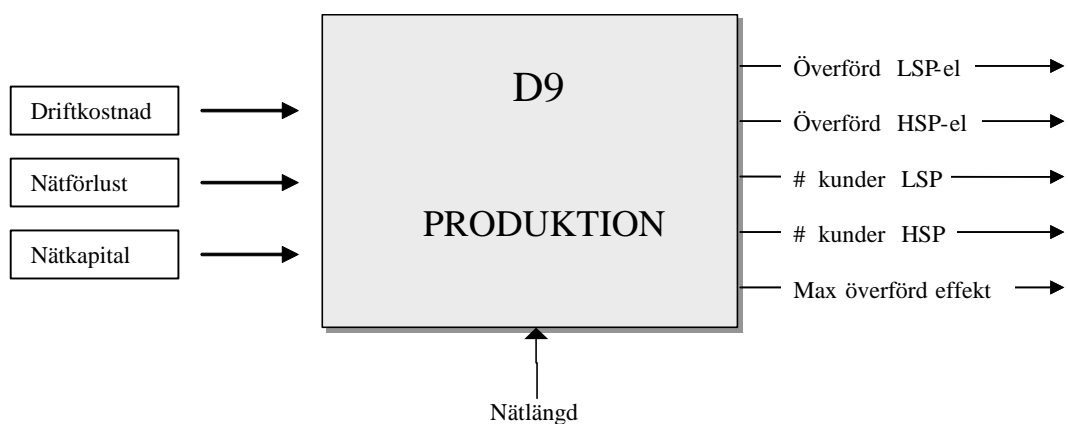 D9
PRODUKTION
Driftkostnad
Nätförlust
Nätkapital
Överförd LSP-el
Överförd HSP-el
# kunder LSP
# kunder HSP
Max överförd effekt
Nätlängd